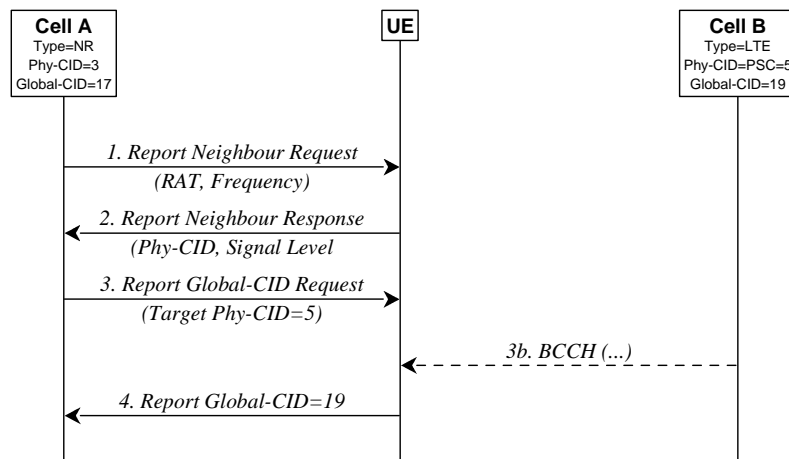 Cell A
Type=NR
Phy-CID=3
Global-CID=17
UE
Cell B
Type=LTE
Phy-CID=PSC=5
Global-CID=19
1. Report Neighbour Request
(RAT, Frequency)
2. Report Neighbour Response
(Phy-CID, Signal Level
3. Report Global-CID Request
(Target Phy-CID=5)
3b. BCCH (...)
4. Report Global-CID=19